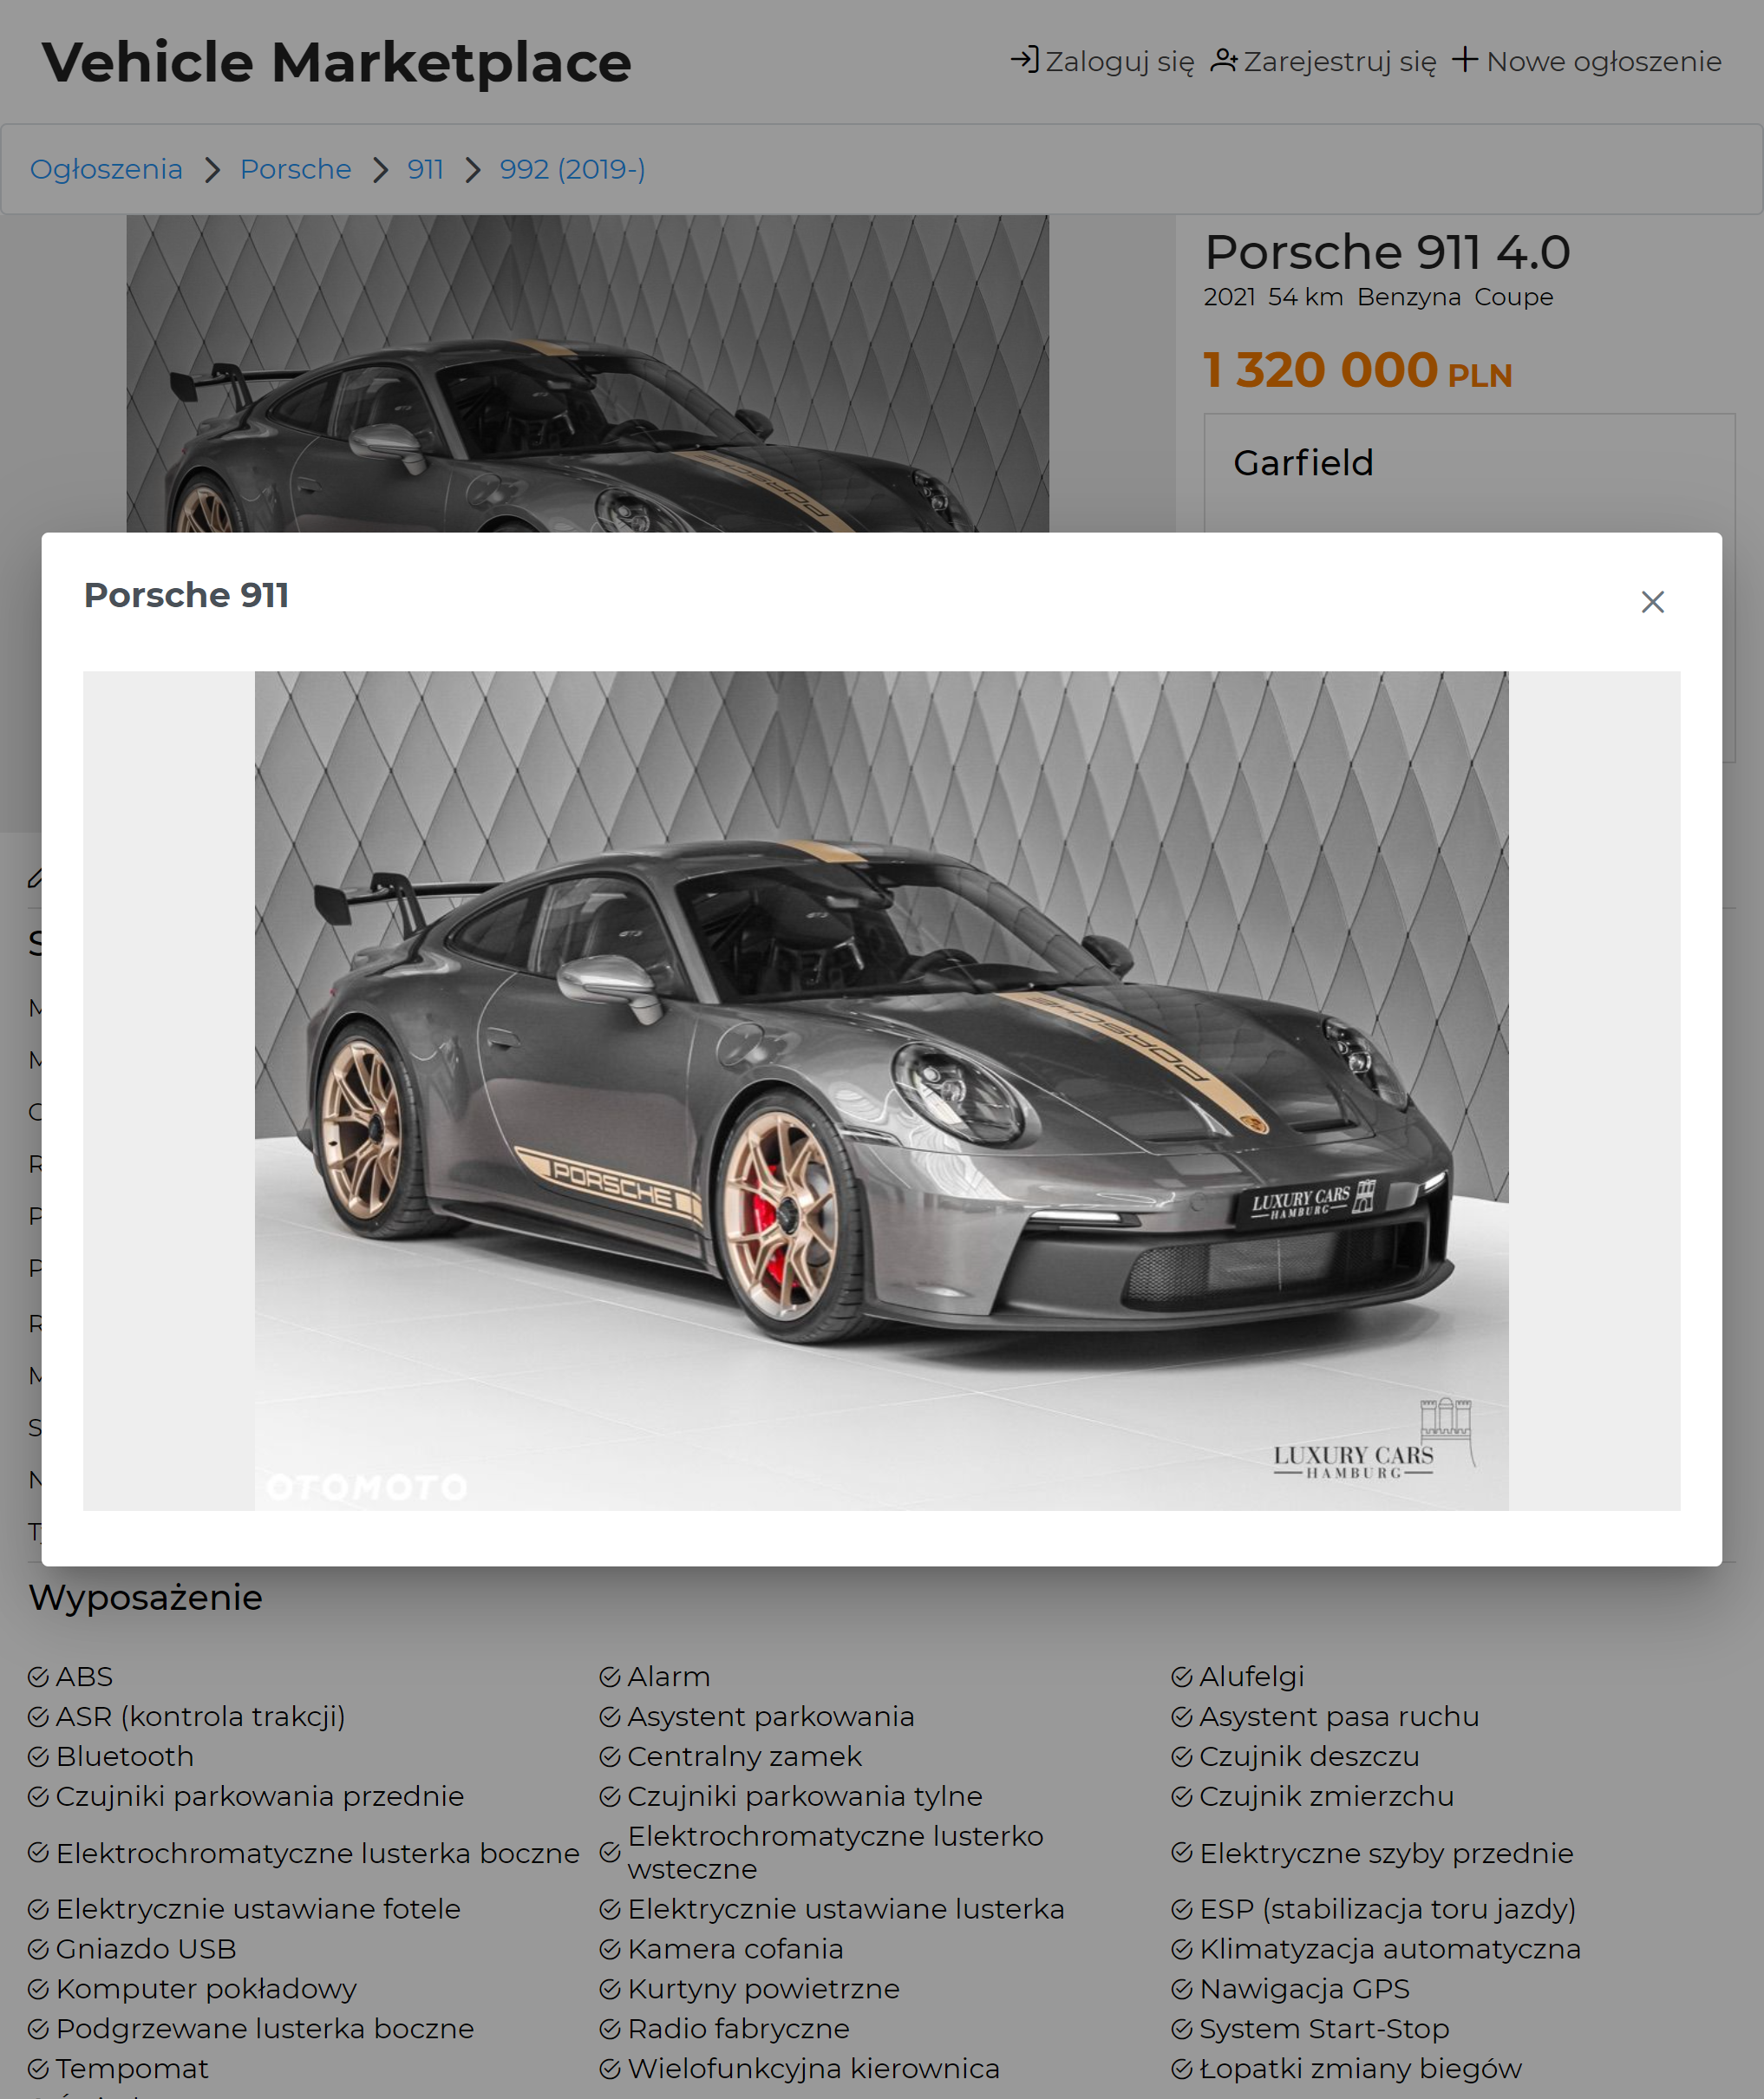 Vehicle Marketplace
Zaloguj się Zarejestruj się Nowe ogłoszenie
Ogłoszenia Porsche 911 992 (2019-)
Porsche 911 4.0
2021 54 km Benzyna Coupe
1 320 000 PLN
Garfield
PORSCHE
Porsche 911
PORSCHE
PORSCHE
LUXURY CARS
HAMBURG
LUXURY CARS
HAMBURG
OTOMOTO
Wyposażenie
ABS Alarm Alufelgi
ASR (kontrola trakcji) Asystent parkowania Asystent pasa ruchu
Bluetooth Centralny zamek Czujnik deszczu
Czujniki parkowania przednie Czujniki parkowania tylne Czujnik zmierzchu
Elektrochromatyczne lusterka boczne Elektrochromatyczne lusterko wsteczne Elektryczne szyby przednie
Elektrycznie ustawiane fotele Elektrycznie ustawiane lusterka ESP (stabilizacja toru jazdy)
Gniazdo USB Kamera cofania Klimatyzacja automatyczna
Komputer pokładowy Kurtyny powietrzne Nawigacja GPS
Podgrzewane lusterka boczne Radio fabryczne System Start-Stop
Tempomat Wielofunkcyjna kierownica Łopatki zmiany biegów